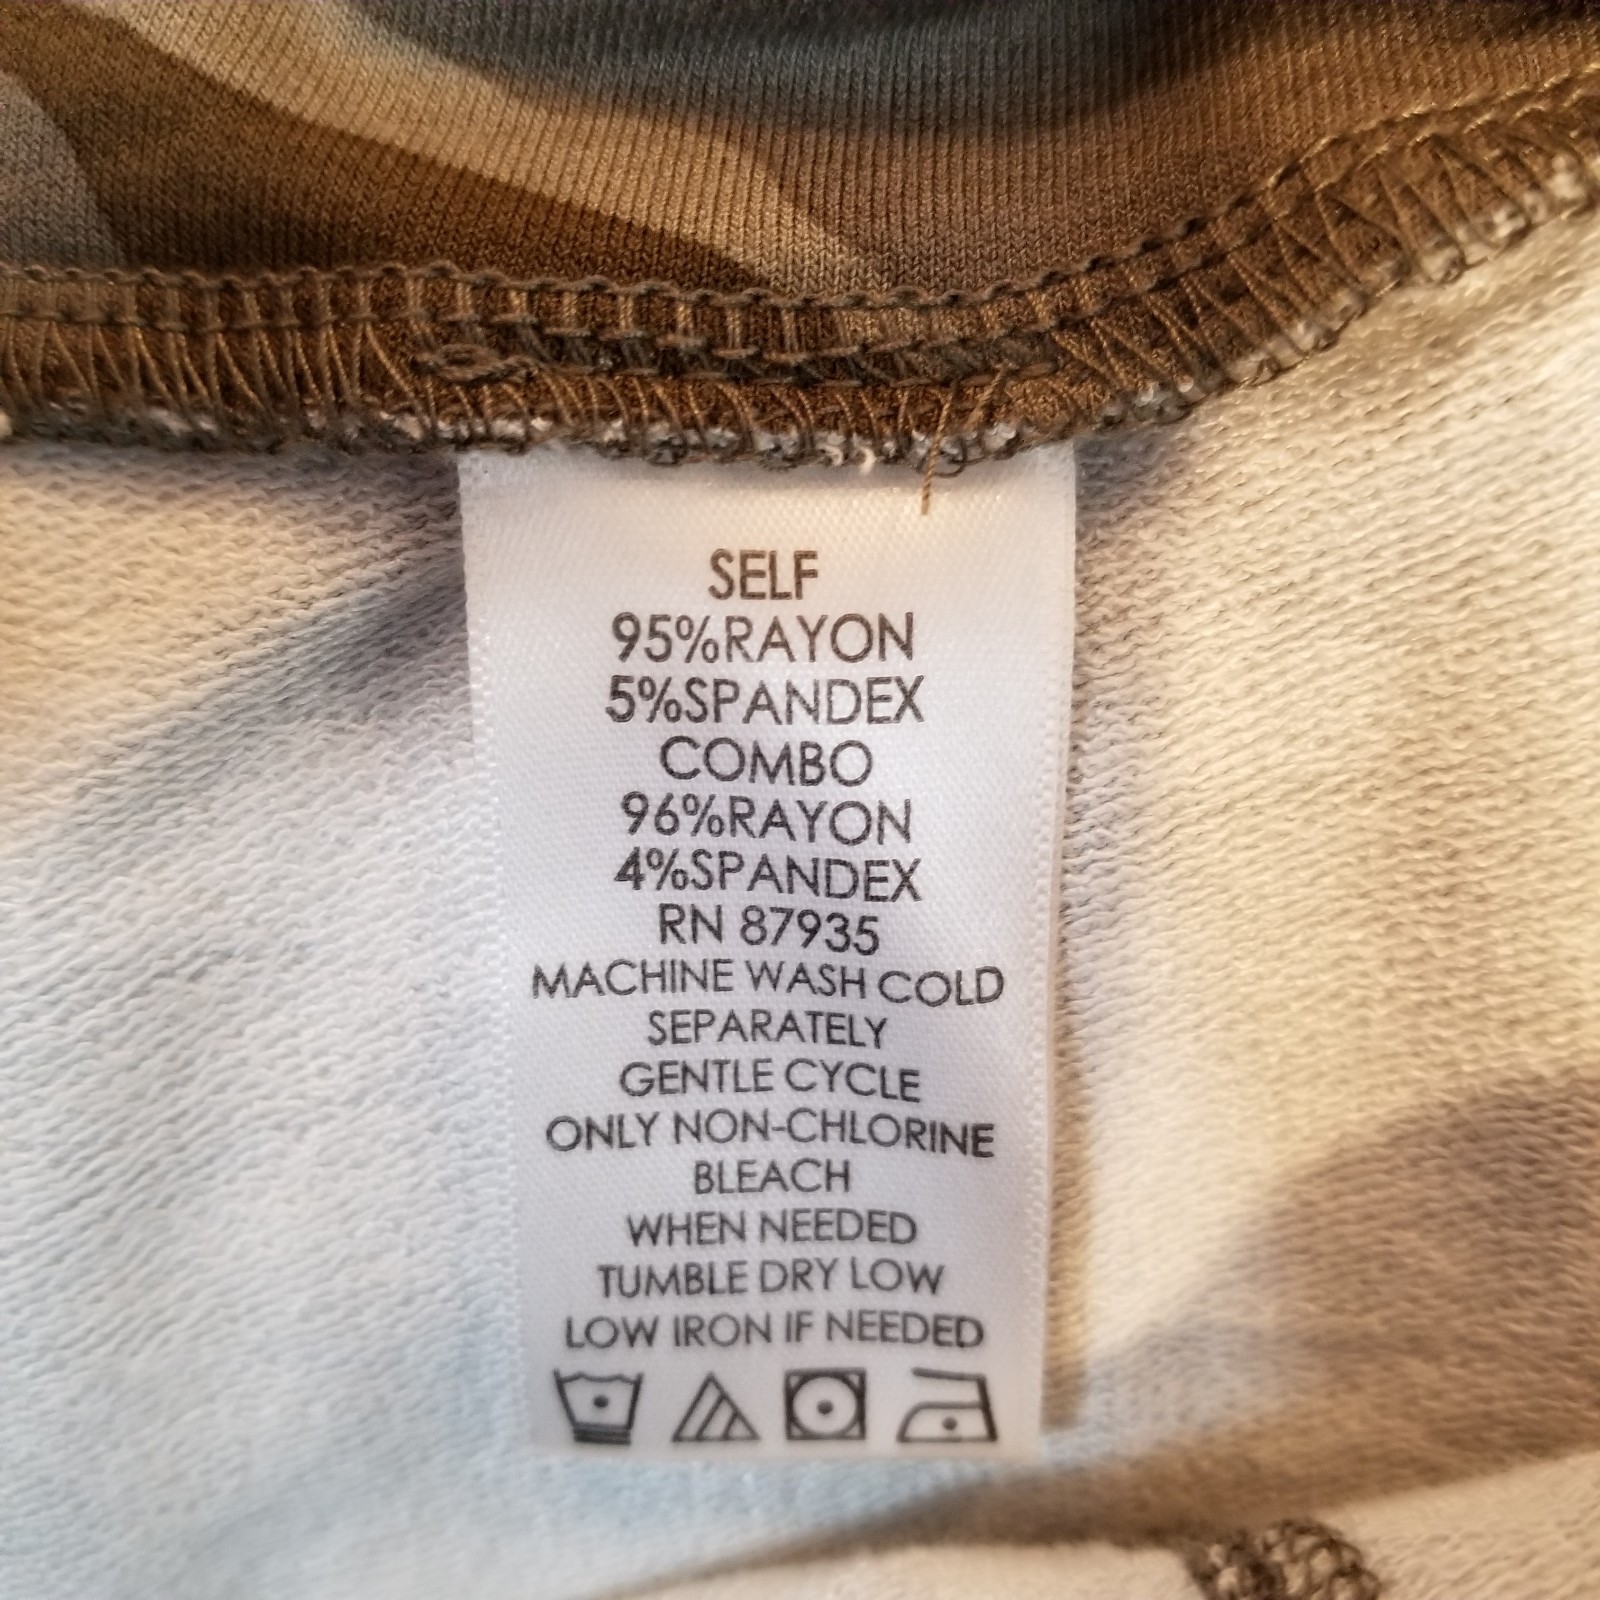 SELF
95%RAYON
5%SPANDEX
COMBO
96%RAYON
4%SPANDEX
RN 87935
MACHINE WASH COLD
SEPARATELY
GENTLE CYCLE
ONLY NON-CHLORINE
BLEACH
WHEN NEEDED
TUMBLE DRY LOW
LOW IRON IF NEEDED